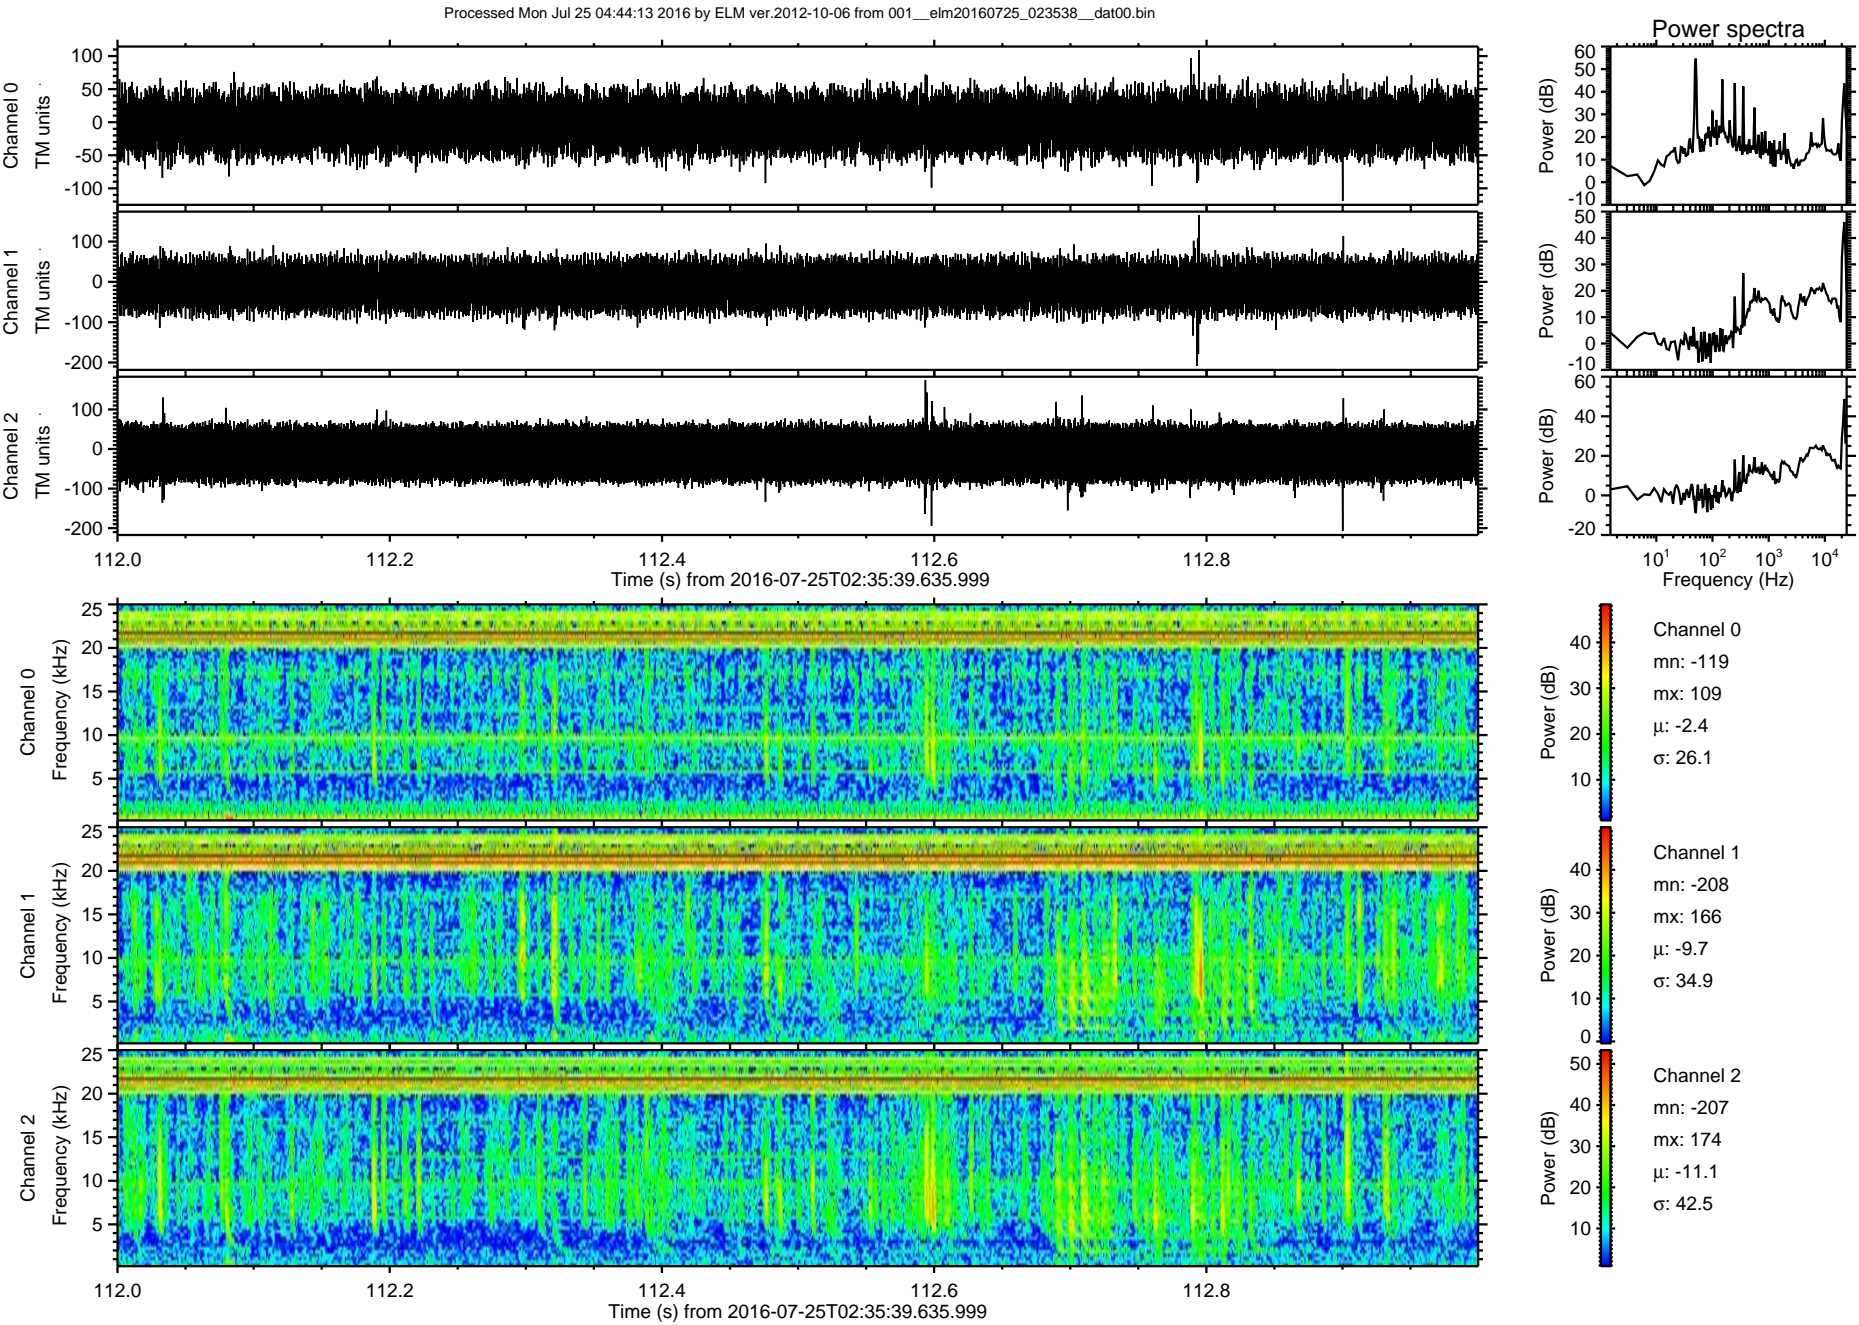 Processed Mon Jul 25 04:44:13 2016 by ELM ver.2012-10-06 from 001__elm20160725_023538__dat00.bin
Power spectra
Channel 0
TM units
100
50
0
-50
-100
Power (dB)
60
50
40
30
20
10
0
-10
Channel 1
TM units
100
0
-100
-200
Power (dB)
50
40
30
20
10
0
-10
Channel 2
TM units
100
0
-100
-200
Power (dB)
60
40
20
0
-20
112.0 112.2 112.4 112.6 112.8
Time (s) from 2016-07-25T02:35:39.635.999
10^1 10^2 10^3 10^4
Frequency (Hz)
Channel 0
Frequency (kHz)
25
20
15
10
5
Power (dB)
40
30
20
10
Channel 0
mn: -119
mx: 109
μ: -2.4
σ: 26.1
Channel 1
Frequency (kHz)
25
20
15
10
5
Power (dB)
40
30
20
10
0
Channel 1
mn: -208
mx: 166
μ: -9.7
σ: 34.9
Channel 2
Frequency (kHz)
25
20
15
10
5
Power (dB)
50
40
30
20
10
Channel 2
mn: -207
mx: 174
μ: -11.1
σ: 42.5
112.0 112.2 112.4 112.6 112.8
Time (s) from 2016-07-25T02:35:39.635.999